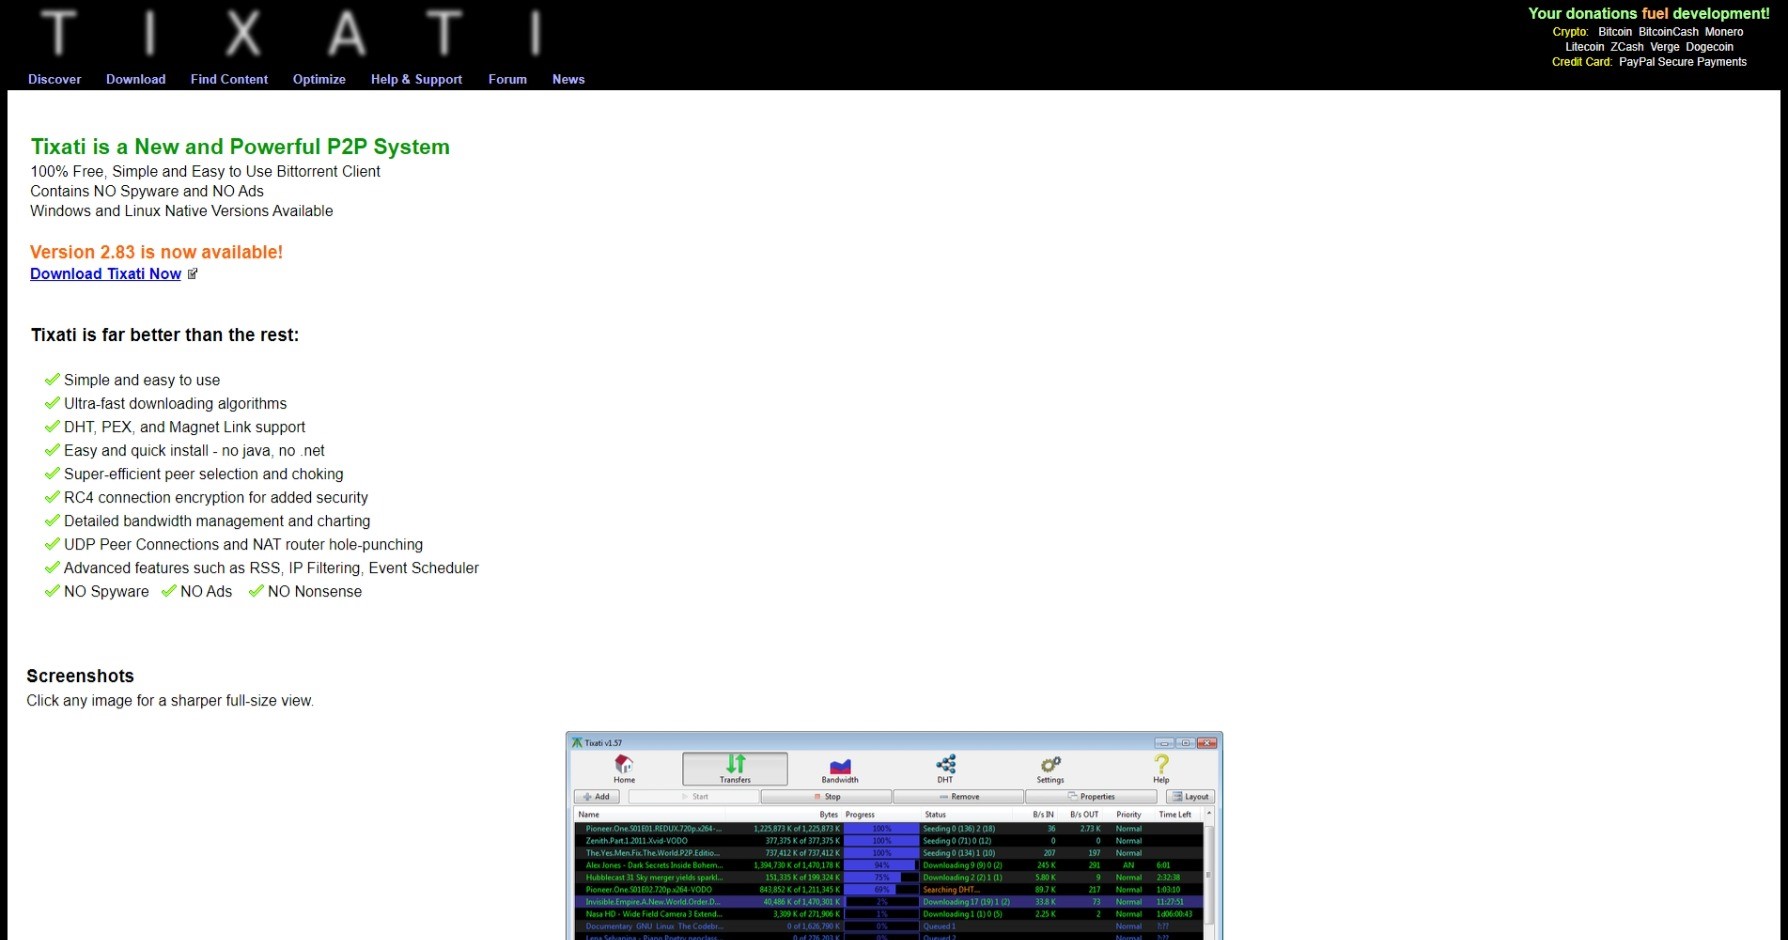 TIXATI
Your donations fuel development!
Crypto: Bitcoin BitcoinCash Monero
Litecoin ZCash Verge Dogecoin
Credit Card: PayPal Secure Payments
Discover Download Find Content Optimize Help & Support Forum News
Tixati is a New and Powerful P2P System
100% Free, Simple and Easy to Use Bittorrent Client
Contains NO Spyware and NO Ads
Windows and Linux Native Versions Available
Version 2.83 is now available!
Download Tixati Now
Tixati is far better than the rest:
Simple and easy to use
Ultra-fast downloading algorithms
DHT, PEX, and Magnet Link support
Easy and quick install - no java, no .net
Super-efficient peer selection and choking
RC4 connection encryption for added security
Detailed bandwidth management and charting
UDP Peer Connections and NAT router hole-punching
Advanced features such as RSS, IP Filtering, Event Scheduler
NO Spyware NO Ads NO Nonsense
Screenshots
Click any image for a sharper full-size view.
Tixati v1.57
Home Transfers Bandwidth DHT Settings Help
Add Start Stop Remove Properties Layout
Name Bytes Progress Status B/s IN B/s OUT Priority Time Left
Pioneer.One.S01E01.REDUX.720p.x264-... 1,225,873 K of 1,225,873 K 100% Seeding 0 (136) 2 (18) 36 2.73 K Normal
Zenith.Part.1.2011.Xvid-VODO 377,375 K of 377,375 K 100% Seeding 0 (71) 0 (12) 0 0 Normal
The.Yes.Men.Fix.The.World.P2P.Editio... 737,412 K of 737,412 K 100% Seeding 0 (134) 1 (10) 207 197 Normal
Alex Jones - Dark Secrets Inside Bohem... 1,394,730 K of 1,470,178 K 94% Downloading 9 (9) 0 (2) 245 K 291 AN 6:01
Hubblecast 31 Sky merger yields sparkl... 151,335 K of 199,324 K 75% Downloading 2 (2) 1 (1) 5.80 K 9 Normal 2:32:38
Pioneer.One.S01E02.720p.x264-VODO 843,852 K of 1,211,345 K 69% Searching DHT... 89.7 K 217 Normal 1:03:10
Invisible.Empire.A.New.World.Order.D... 40,486 K of 1,470,301 K 2% Downloading 17 (19) 1 (2) 33.8 K 73 Normal 11:27:51
Nasa HD - Wide Field Camera 3 Extend... 3,309 K of 271,906 K 1% Downloading 1 (1) 0 (5) 2.25 K 2 Normal 1d06:00:43
Documentary GNU Linux The Codebr... 0 of 1,626,790 K 0% Queued 1 Normal ?:??
Lena Selyanina - Piano Poetry 0 of 276,203 K 0% Queued 2 Normal ?:??